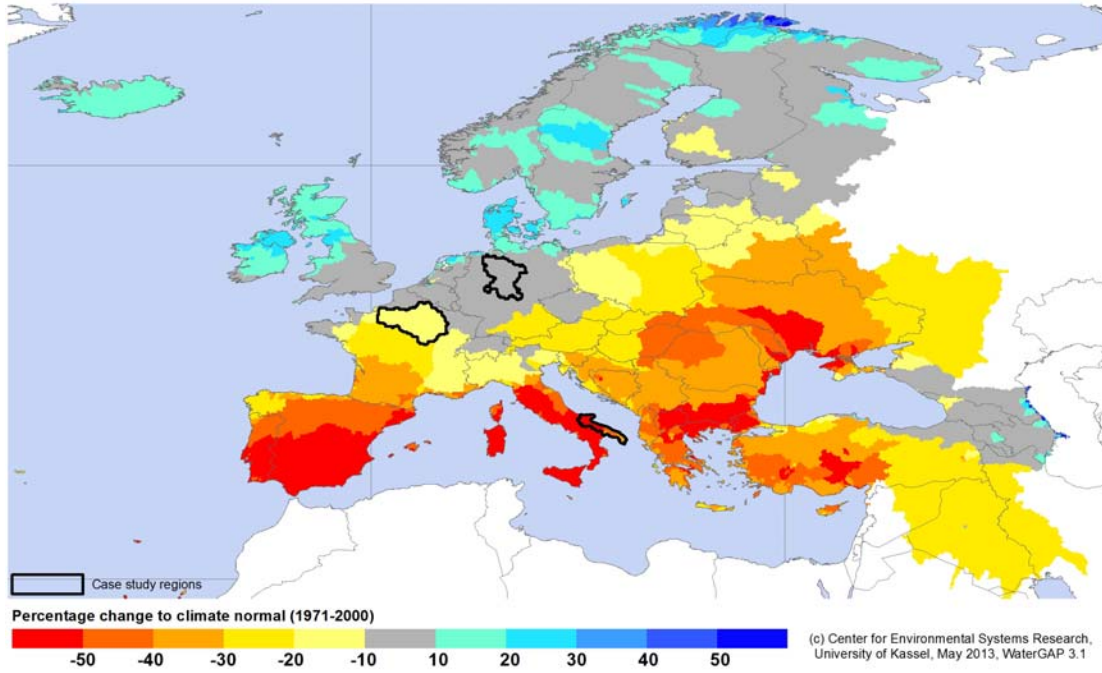 Case study regions
Percentage change to climate normal (1971-2000)
-50 -40 -30 -20 -10 10 20 30 40 50
(c) Center for Environmental Systems Research,
University of Kassel, May 2013, WaterGAP 3.1